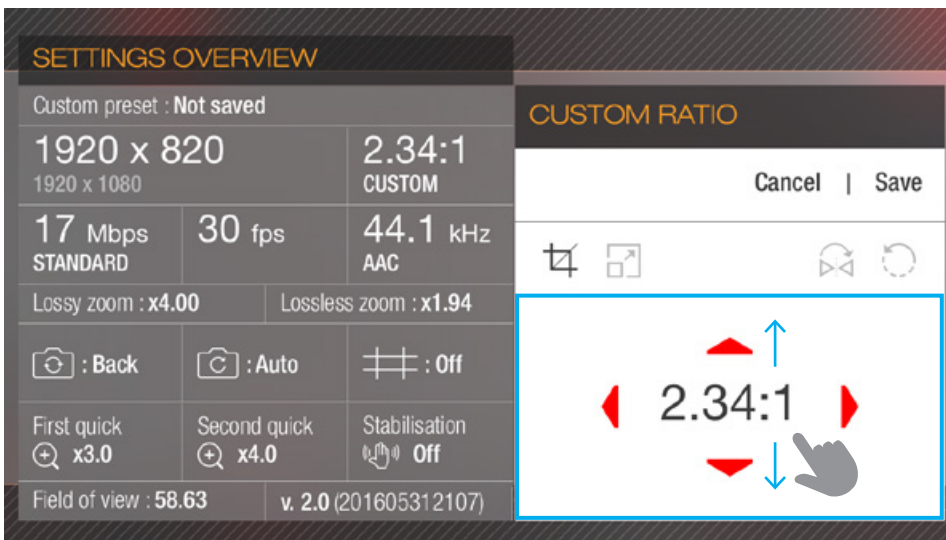 SETTINGS OVERVIEW
Custom preset : Not saved
1920 x 820
1920 x 1080
2.34:1
CUSTOM
17 Mbps
STANDARD
30 fps
44.1 kHz
AAC
Lossy zoom : x4.00
Lossless zoom : x1.94
: Back
: Auto
: Off
First quick
x3.0
Second quick
x4.0
Stabilisation
Off
Field of view : 58.63
v. 2.0 (201605312107)
CUSTOM RATIO
Cancel | Save
2.34:1